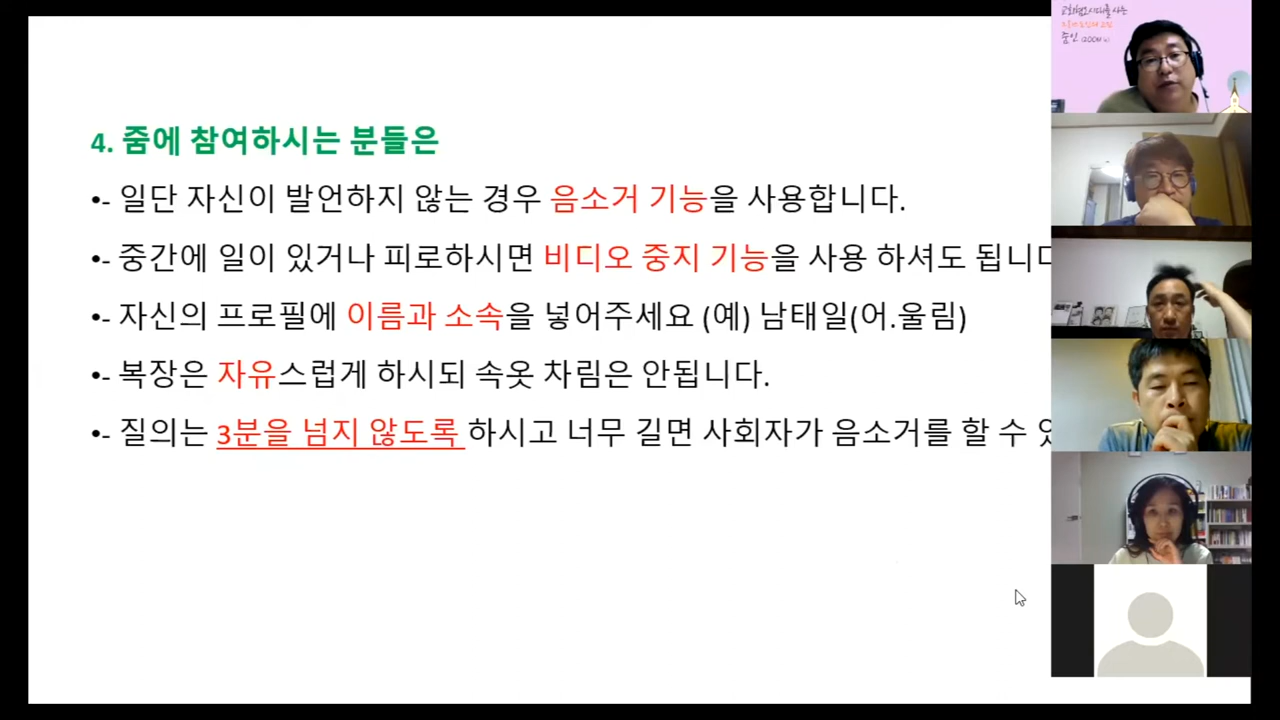 4. 줌에 참여하시는 분들은
•- 일단 자신이 발언하지 않는 경우 음소거 기능을 사용합니다.
•- 중간에 일이 있거나 피로하시면 비디오 중지 기능을 사용 하셔도 됩니다
•- 자신의 프로필에 이름과 소속을 넣어주세요 (예) 남태일(어.울림)
•- 복장은 자유스럽게 하시되 속옷 차림은 안됩니다.
•- 질의는 3분을 넘지 않도록 하시고 너무 길면 사회자가 음소거를 할 수